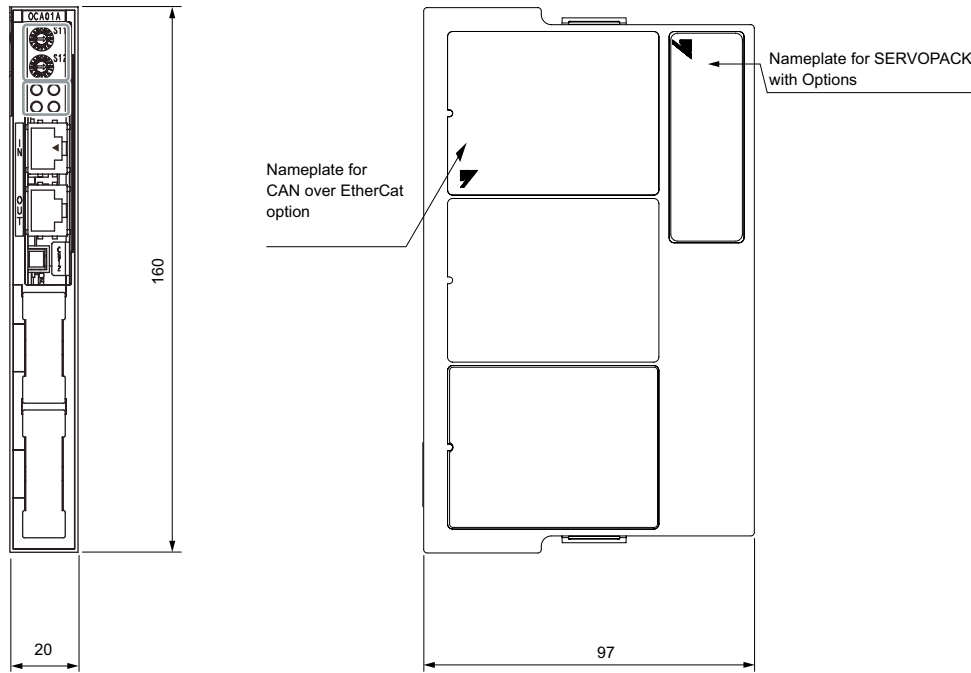 OCA01A
S11
S12
IN
OUT
160
20
Nameplate for
CAN over EtherCat
option
Nameplate for SERVOPACK
with Options
97